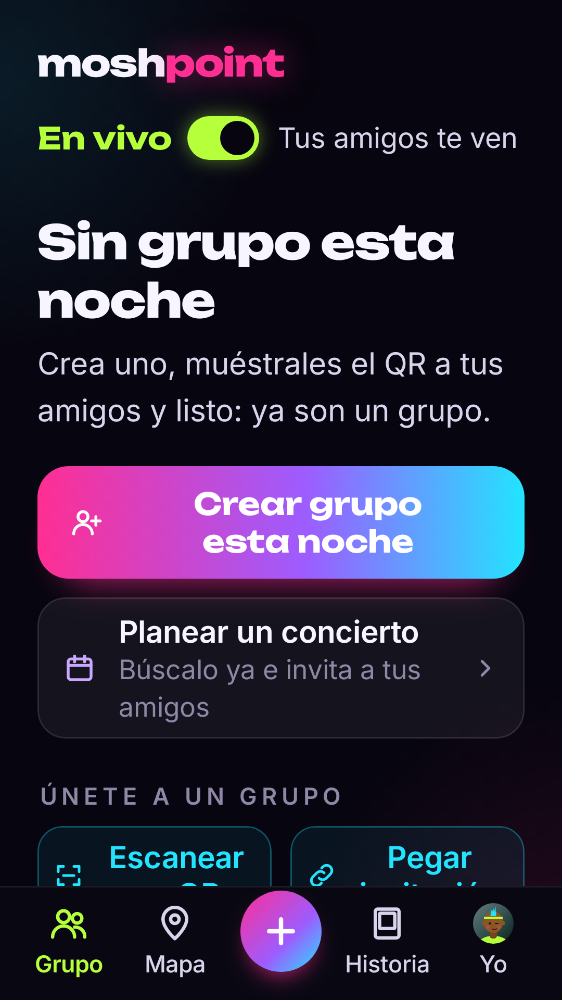 moshpoint
En vivo Tus amigos te ven
Sin grupo esta
noche
Crea uno, muéstrales el QR a tus
amigos y listo: ya son un grupo.
Crear grupo
esta noche
Planear un concierto
Búscalo ya e invita a tus
amigos
ÚNETE A UN GRUPO
Escanear
Pegar
Grupo Mapa Historia Yo